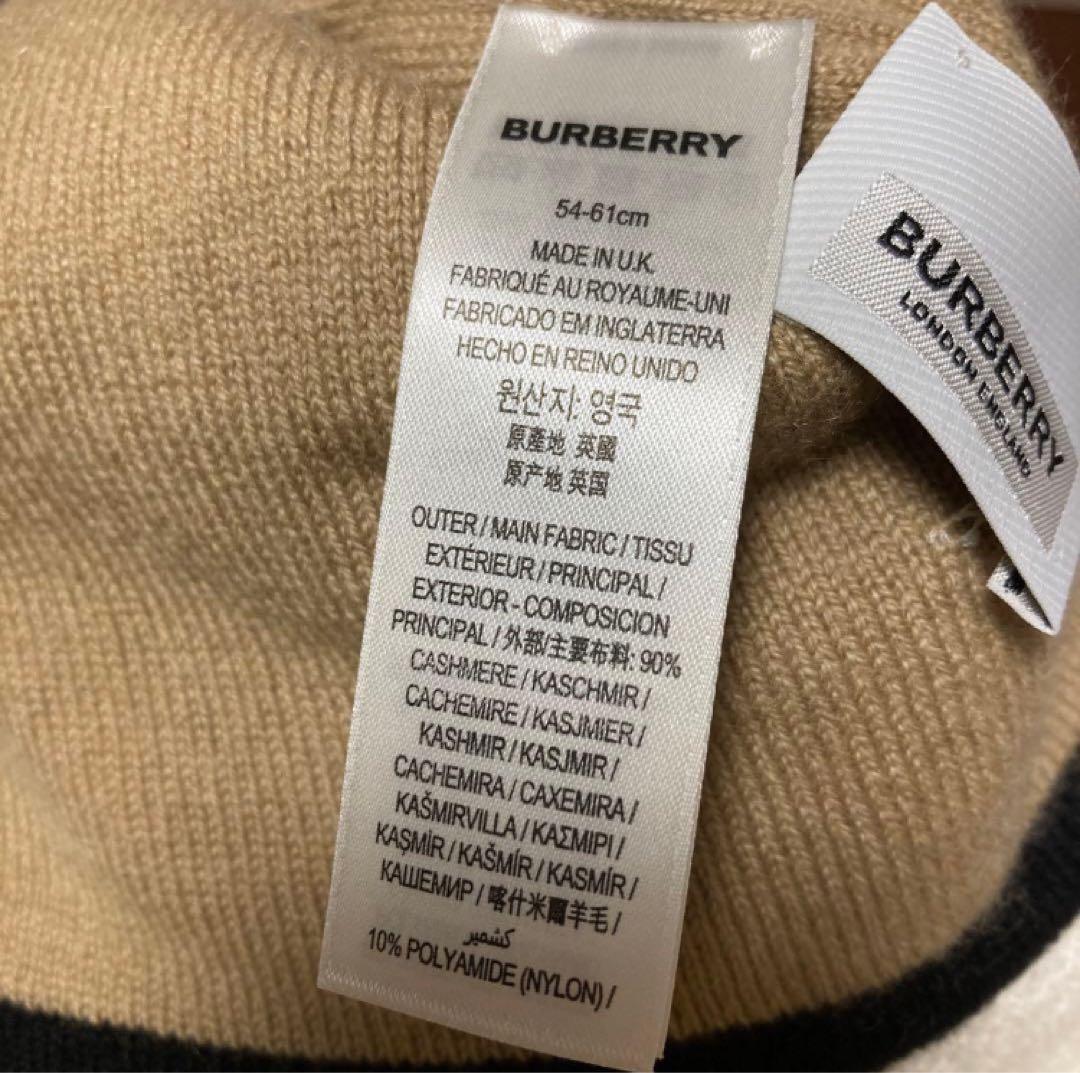 BURBERRY
54-61cm
MADE IN U.K.
FABRIQUÉ AU ROYAUME-UNI
FABRICADO EM INGLATERRA
HECHO EN REINO UNIDO
원산지: 영국
原產地 英國
原产地 英国
OUTER / MAIN FABRIC / TISSU
EXTÉRIEUR / PRINCIPAL /
EXTERIOR - COMPOSICION
PRINCIPAL / 外部/主要布料: 90%
CASHMERE / KASCHMIR /
CACHEMIRE / KASJMIER /
KASHMIR / KASJMIR /
CACHEMIRA / CAXEMIRA /
KAŠMIRVILLA / ΚΑΣΜΙΡΙ /
KAŞMİR / KAŠMÍR / KASMÍR /
КАШЕМИР / 喀什米爾羊毛 /
كشمير
10% POLYAMIDE (NYLON) /
BURBERRY
LONDON ENGLAND